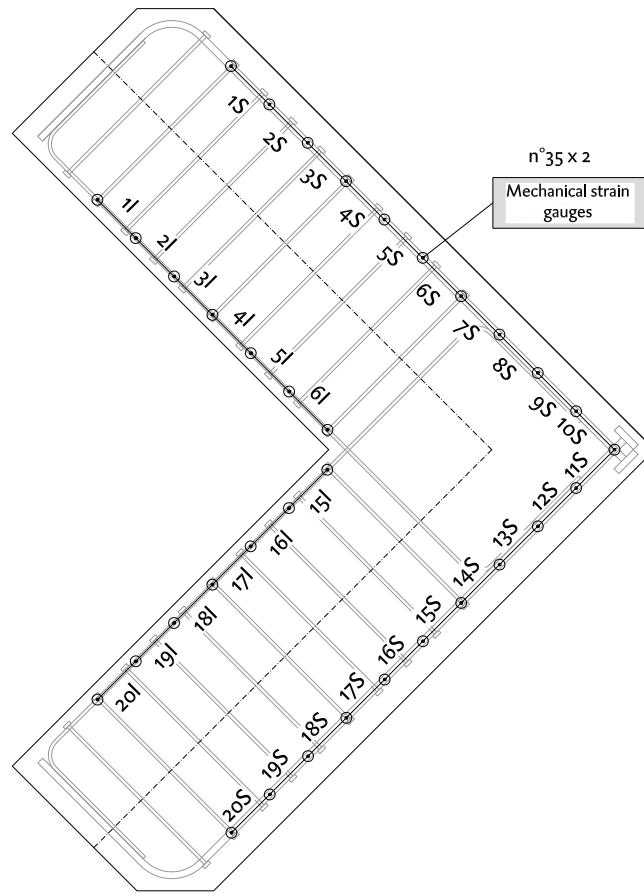 1S
2S
3S
4S
5S
6S
7S
8S
9S
10S
n°35 x 2
Mechanical strain
gauges
1I
2I
3I
4I
5I
6I
11S
12S
13S
14S
15S
16S
17S
18S
19S
20S
15I
16I
17I
18I
19I
20I